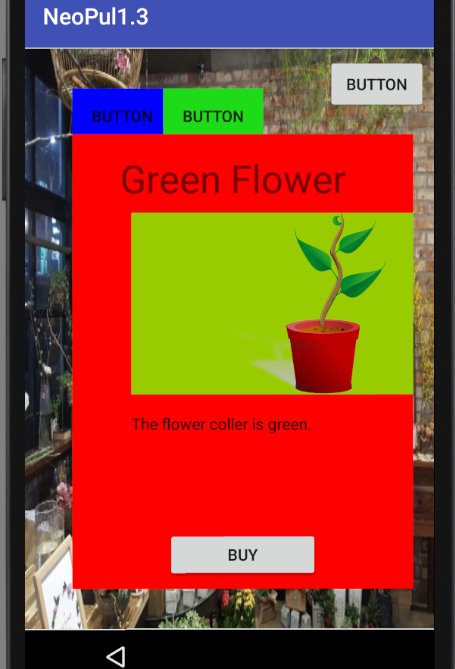 NeoPul1.3
BUTTON
BUTTON BUTTON
Green Flower
The flower coller is green.
BUY